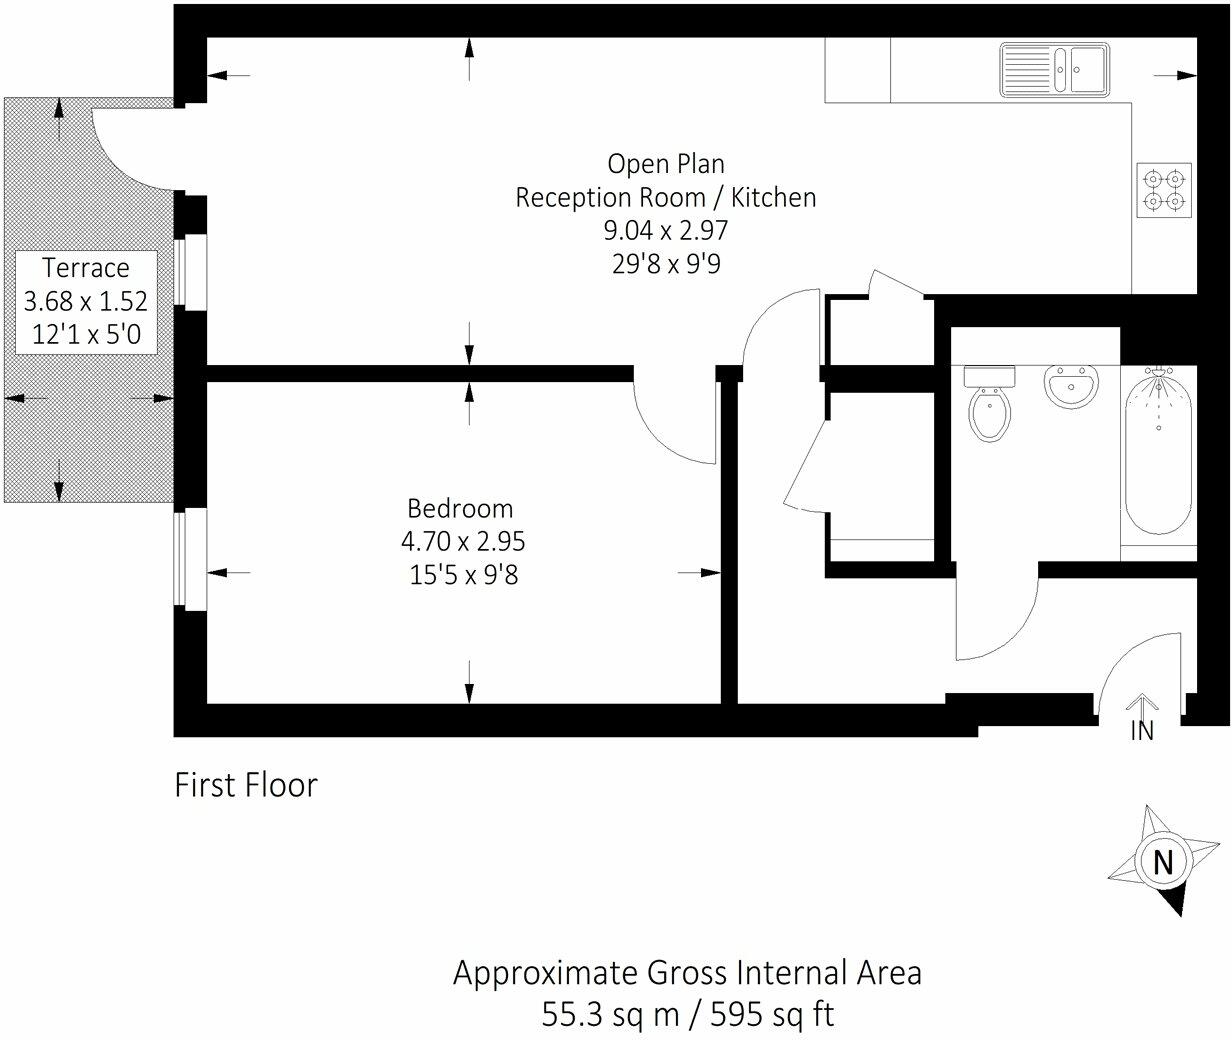 Open Plan
Reception Room / Kitchen
9.04 x 2.97
29'8 x 9'9
Terrace
3.68 x 1.52
12'1 x 5'0
Bedroom
4.70 x 2.95
15'5 x 9'8
IN
First Floor
N
Approximate Gross Internal Area
55.3 sq m / 595 sq ft